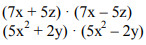 (7x + 5z) · (7x – 5z)
(5x² + 2y) · (5x² – 2y)